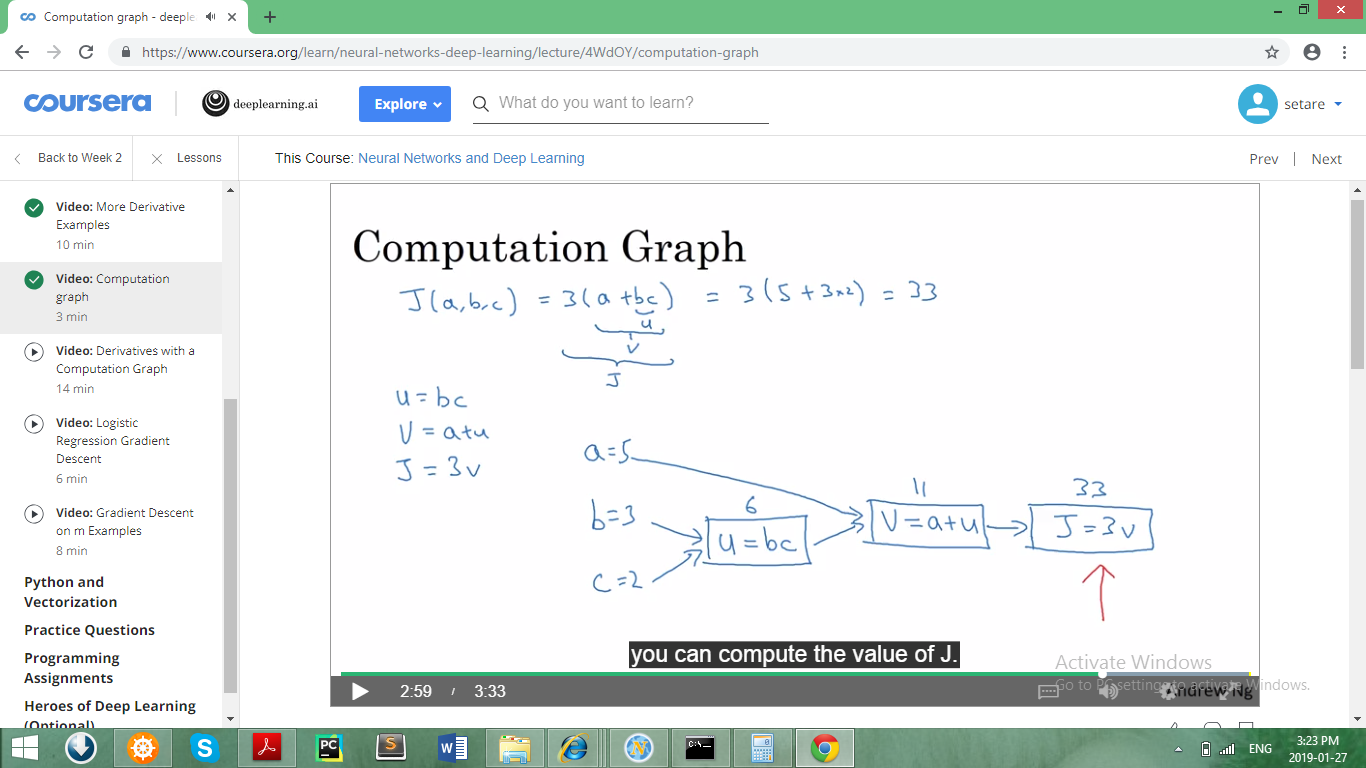 Computation graph - deeple
https://www.coursera.org/learn/neural-networks-deep-learning/lecture/4WdOY/computation-graph
coursera
deeplearning.ai
Explore
What do you want to learn?
setare
Back to Week 2
Lessons
This Course: Neural Networks and Deep Learning
Prev | Next
Video: More Derivative
Examples
10 min
Video: Computation
graph
3 min
Video: Derivatives with a
Computation Graph
14 min
Video: Logistic
Regression Gradient
Descent
6 min
Video: Gradient Descent
on m Examples
8 min
Python and
Vectorization
Practice Questions
Programming
Assignments
Heroes of Deep Learning
(Optional)
Computation Graph
J(a,b,c) = 3(a+bc) = 3(5+3×2) = 33
u
v
J
u = bc
V = a+u
J = 3v
a=5
b=3
c=2
6
u = bc
11
V = a+u
33
J = 3v
you can compute the value of J.
2:59 / 3:33
Andrew Ng
Activate Windows
Go to PC settings to activate Windows.
ENG
3:23 PM
2019-01-27